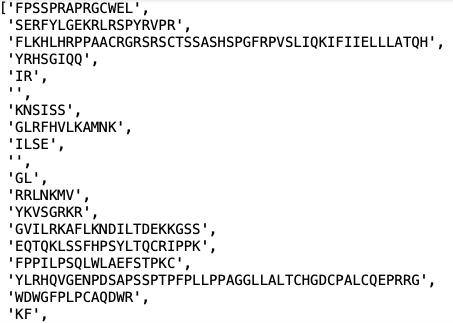 ['FPSSPRAPRGCWEL',
'SERFYLGEKRLRSPYRVPR',
'FLKHLHRPPAACRGRSRSCTSSASHSPGFRPVSLIQKIFIIELLLATQH',
'YRHSGIQQ',
'IR',
'',
'KNSISS',
'GLRFHVLKAMNK',
'ILSE',
'',
'GL',
'RRLNKMV',
'YKVSGRKR',
'GVILRKAFLKNDILTDEKKGSS',
'EQTQKLSSFHPSYLTQCRIPPK',
'FPPILPSQLWLAEFSTPKC',
'YLRHQVGENPDSAPSSPTPFPLLPPAGGLLALTCHGDCPALCQEPRRG',
'WDWGFPLPCAQDWR',
'KF',